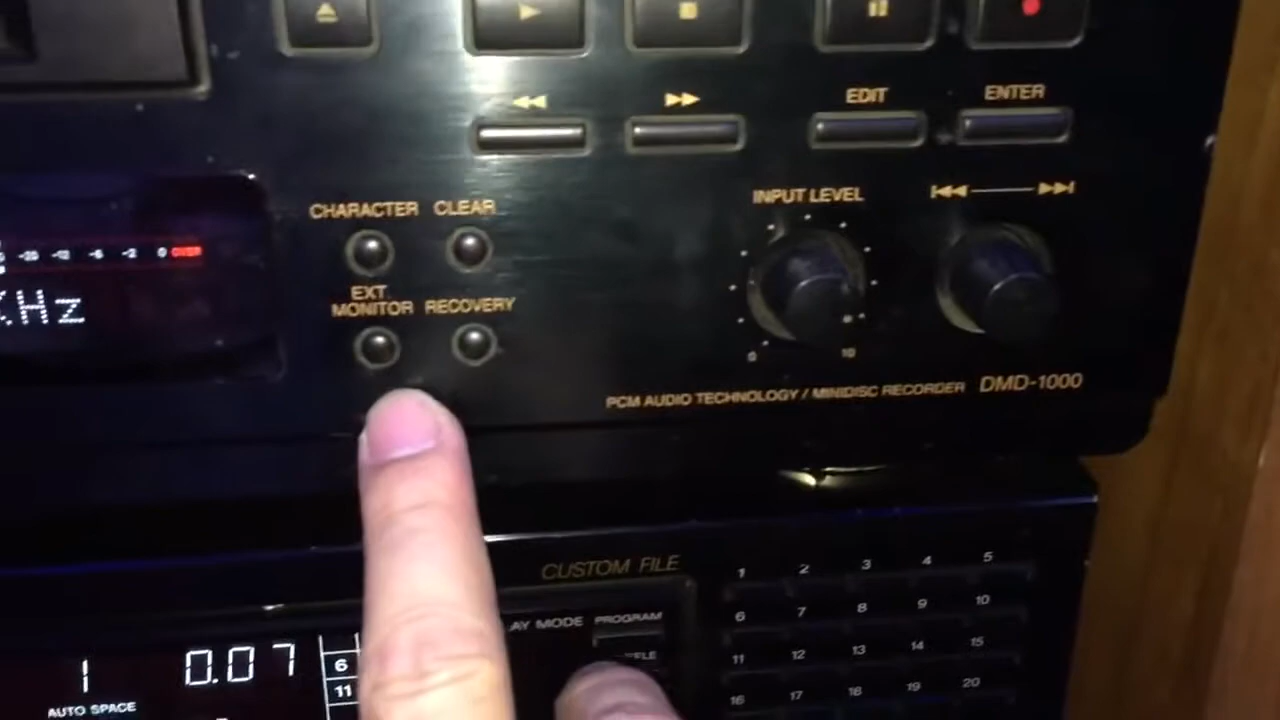 EDIT ENTER
CHARACTER CLEAR
INPUT LEVEL
0 OVER
KHz
EXT
MONITOR RECOVERY
0 10
PCM AUDIO TECHNOLOGY / MINIDISC RECORDER DMD-1000
CUSTOM FILE
1 2 3 4 5
AY MODE PROGRAM
6 7 8 9 10
1 0.07 6
11 12 13 14 15
11
AUTO SPACE
16 17 18 19 20